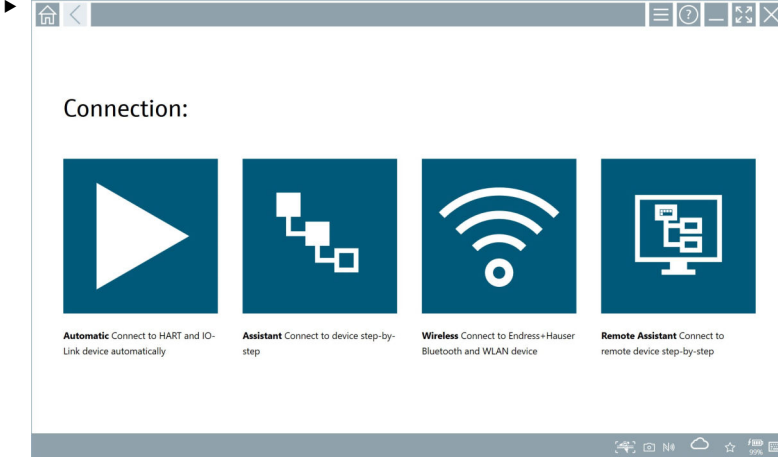 Connection:
Automatic Connect to HART and IO-
Link device automatically
Assistant Connect to device step-by-
step
Wireless Connect to Endress+Hauser
Bluetooth and WLAN device
Remote Assistant Connect to
remote device step-by-step
99%